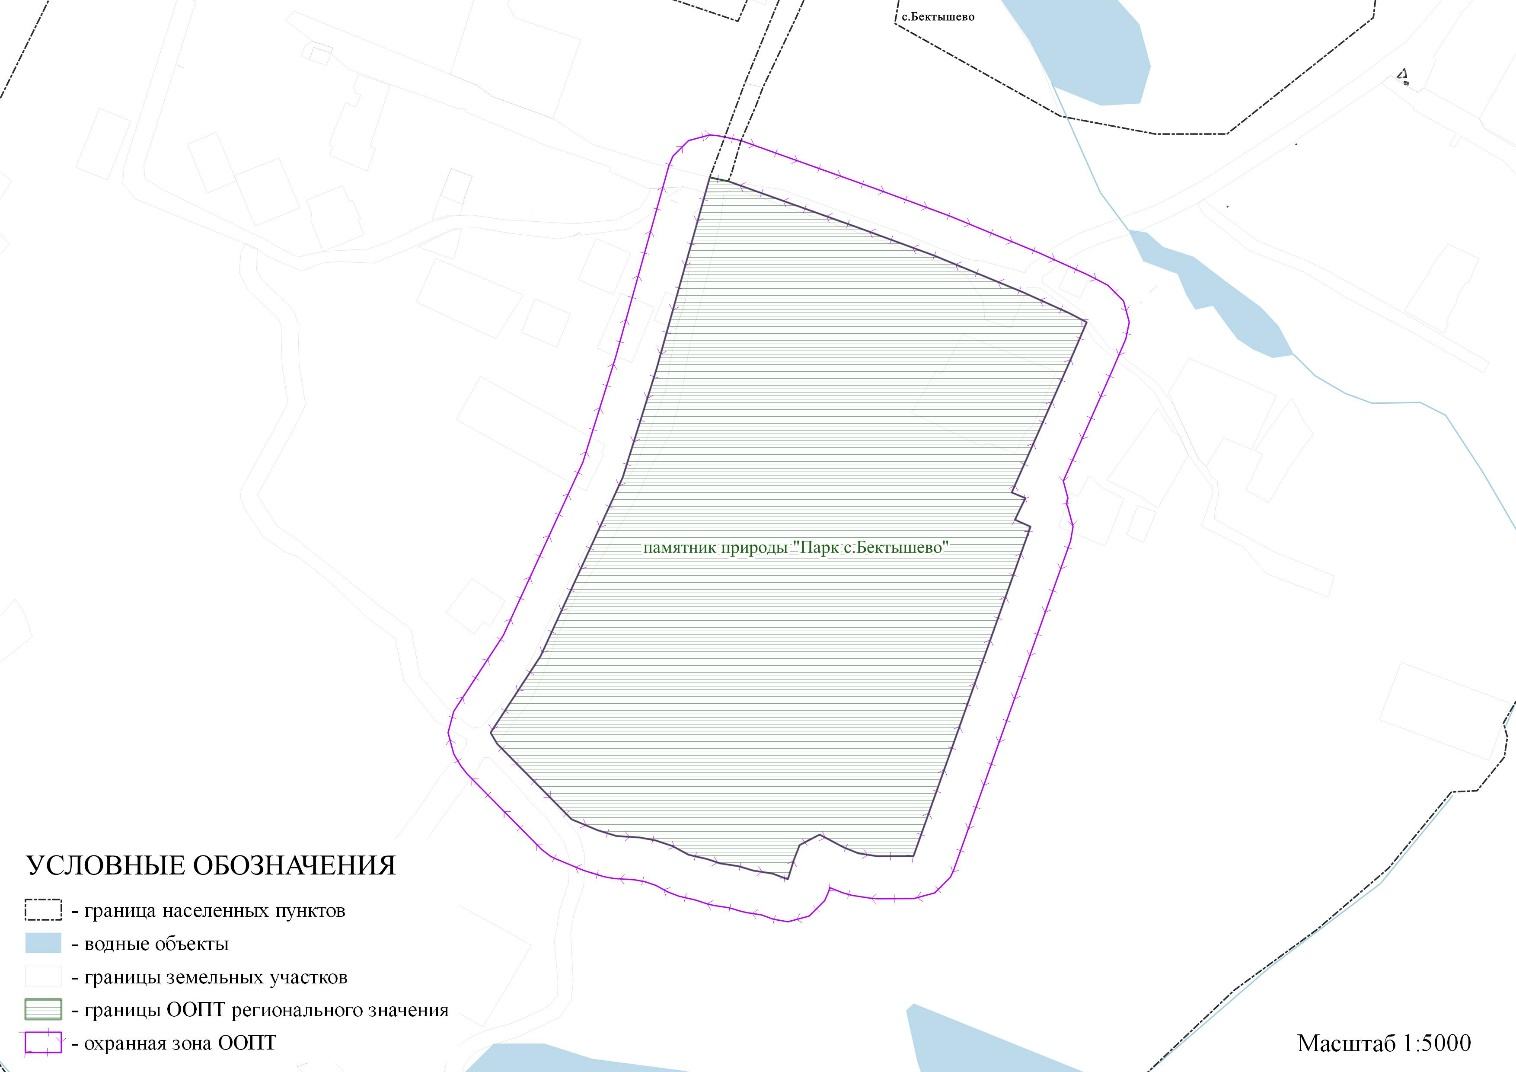 с.Бектышево
памятник природы "Парк с.Бектышево"
УСЛОВНЫЕ ОБОЗНАЧЕНИЯ
- граница населенных пунктов
- водные объекты
- границы земельных участков
- границы ООПТ регионального значения
- охранная зона ООПТ
Масштаб 1:5000